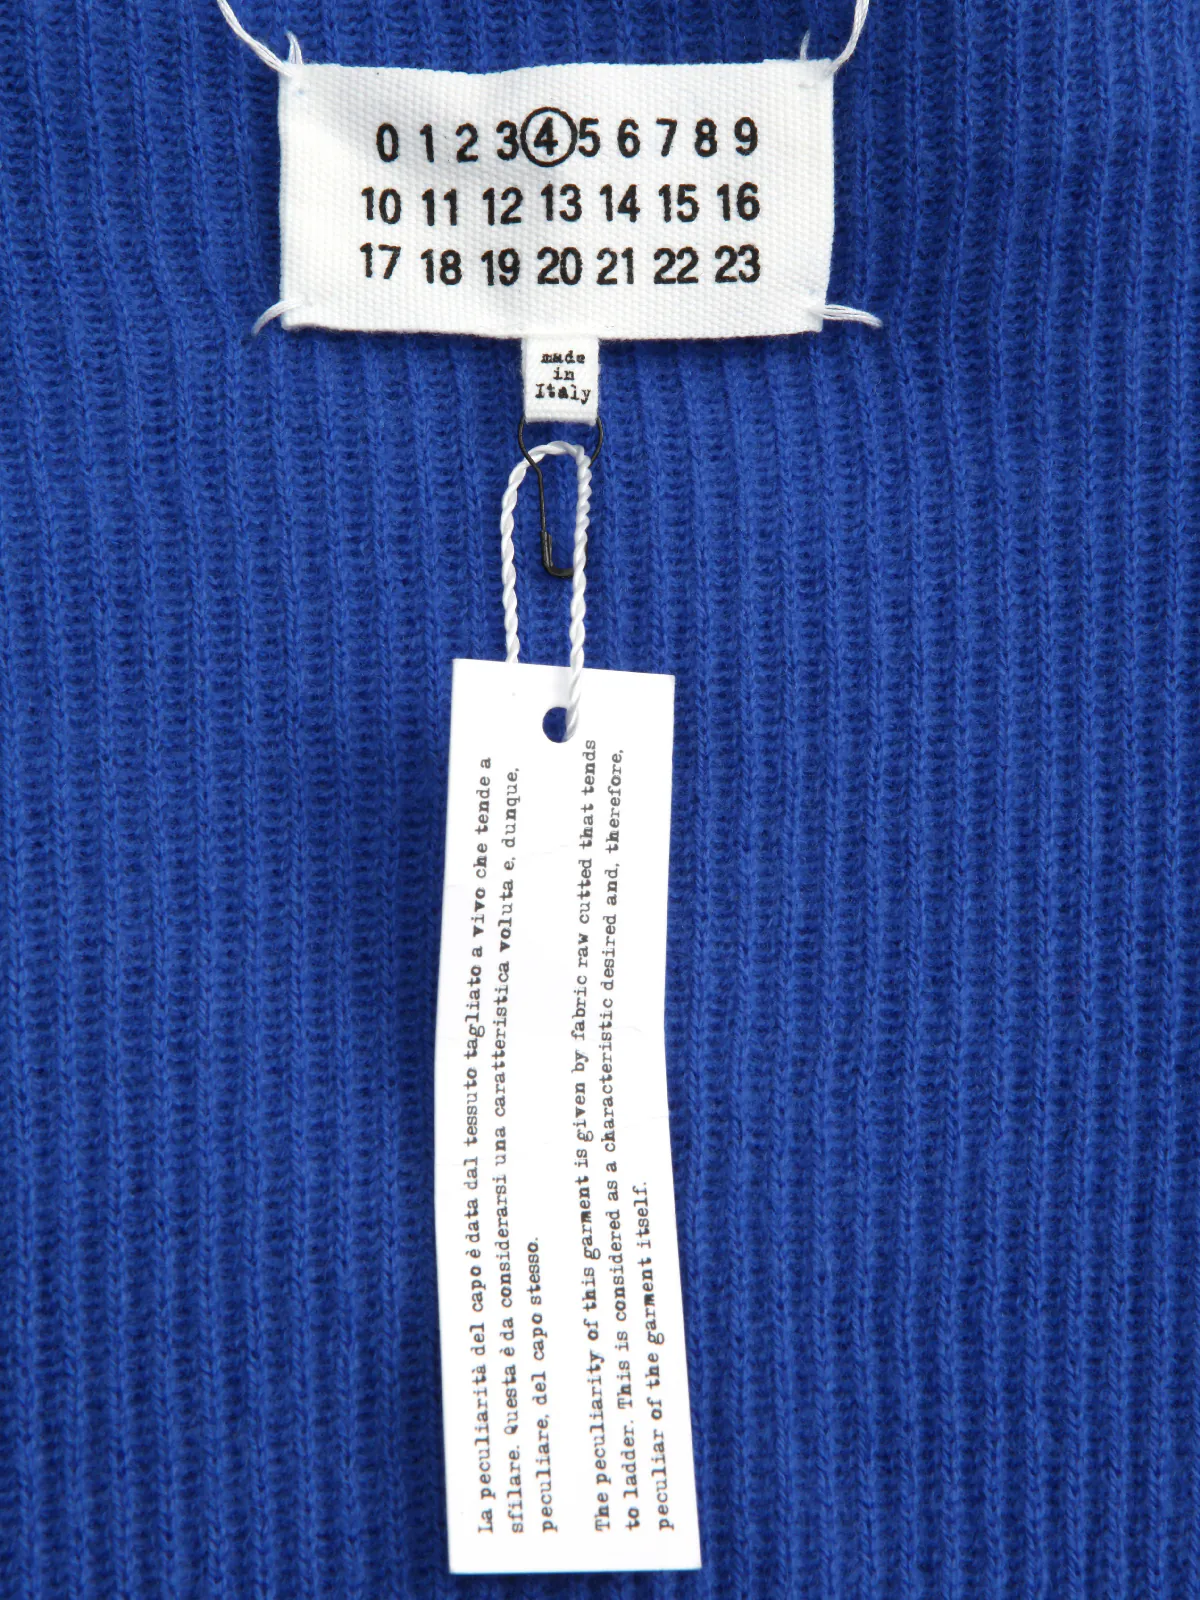 0 1 2 3 4 5 6 7 8 9
10 11 12 13 14 15 16
17 18 19 20 21 22 23
made
in
Italy
La peculiarità del capo è data dal tessuto tagliato a vivo che tende a
sfilare. Questa è da considerarsi una caratteristica voluta e, dunque,
peculiare, del capo stesso.
The peculiarity of this garment is given by fabric raw cutted that tends
to ladder. This is considered as a characteristic desired and, therefore,
peculiar of the garment itself.